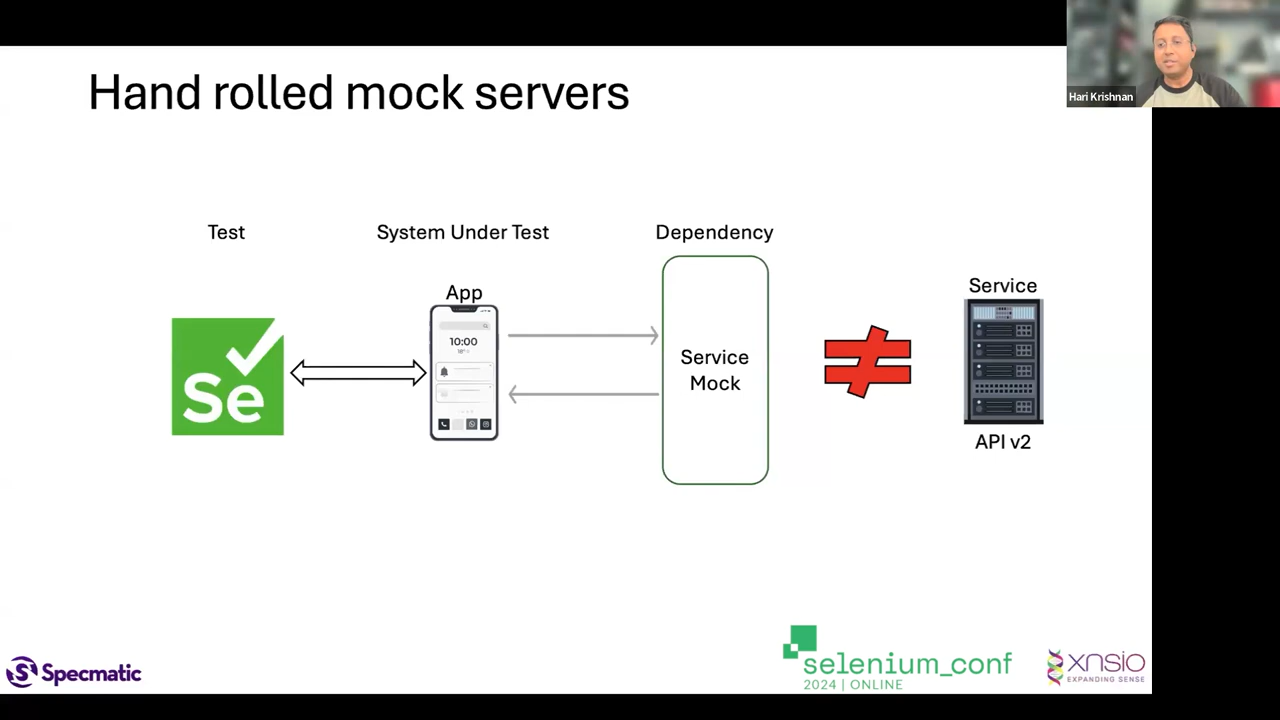 Hari Krishnan
Hand rolled mock servers
Test
System Under Test
Dependency
App
10:00
Service
Mock
Service
API v2
Se
Specmatic
selenium_conf
2024 | ONLINE
xnsio
EXPANDING SENSE